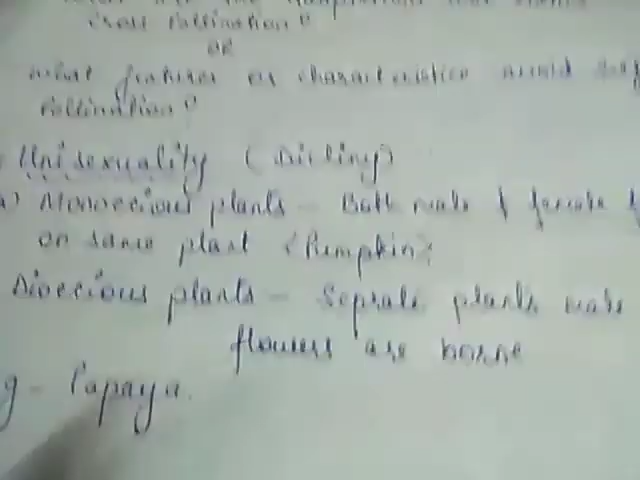 Cross Pollination?
or
what features or characteristics avoid self
Pollination?
Unisexuality (Dicliny)
a) Monoecious plants - Both male & female f
on same plant (Pumpkin)
Dioecious plants - Seprate plants male
flowers are borne
g - Papaya.